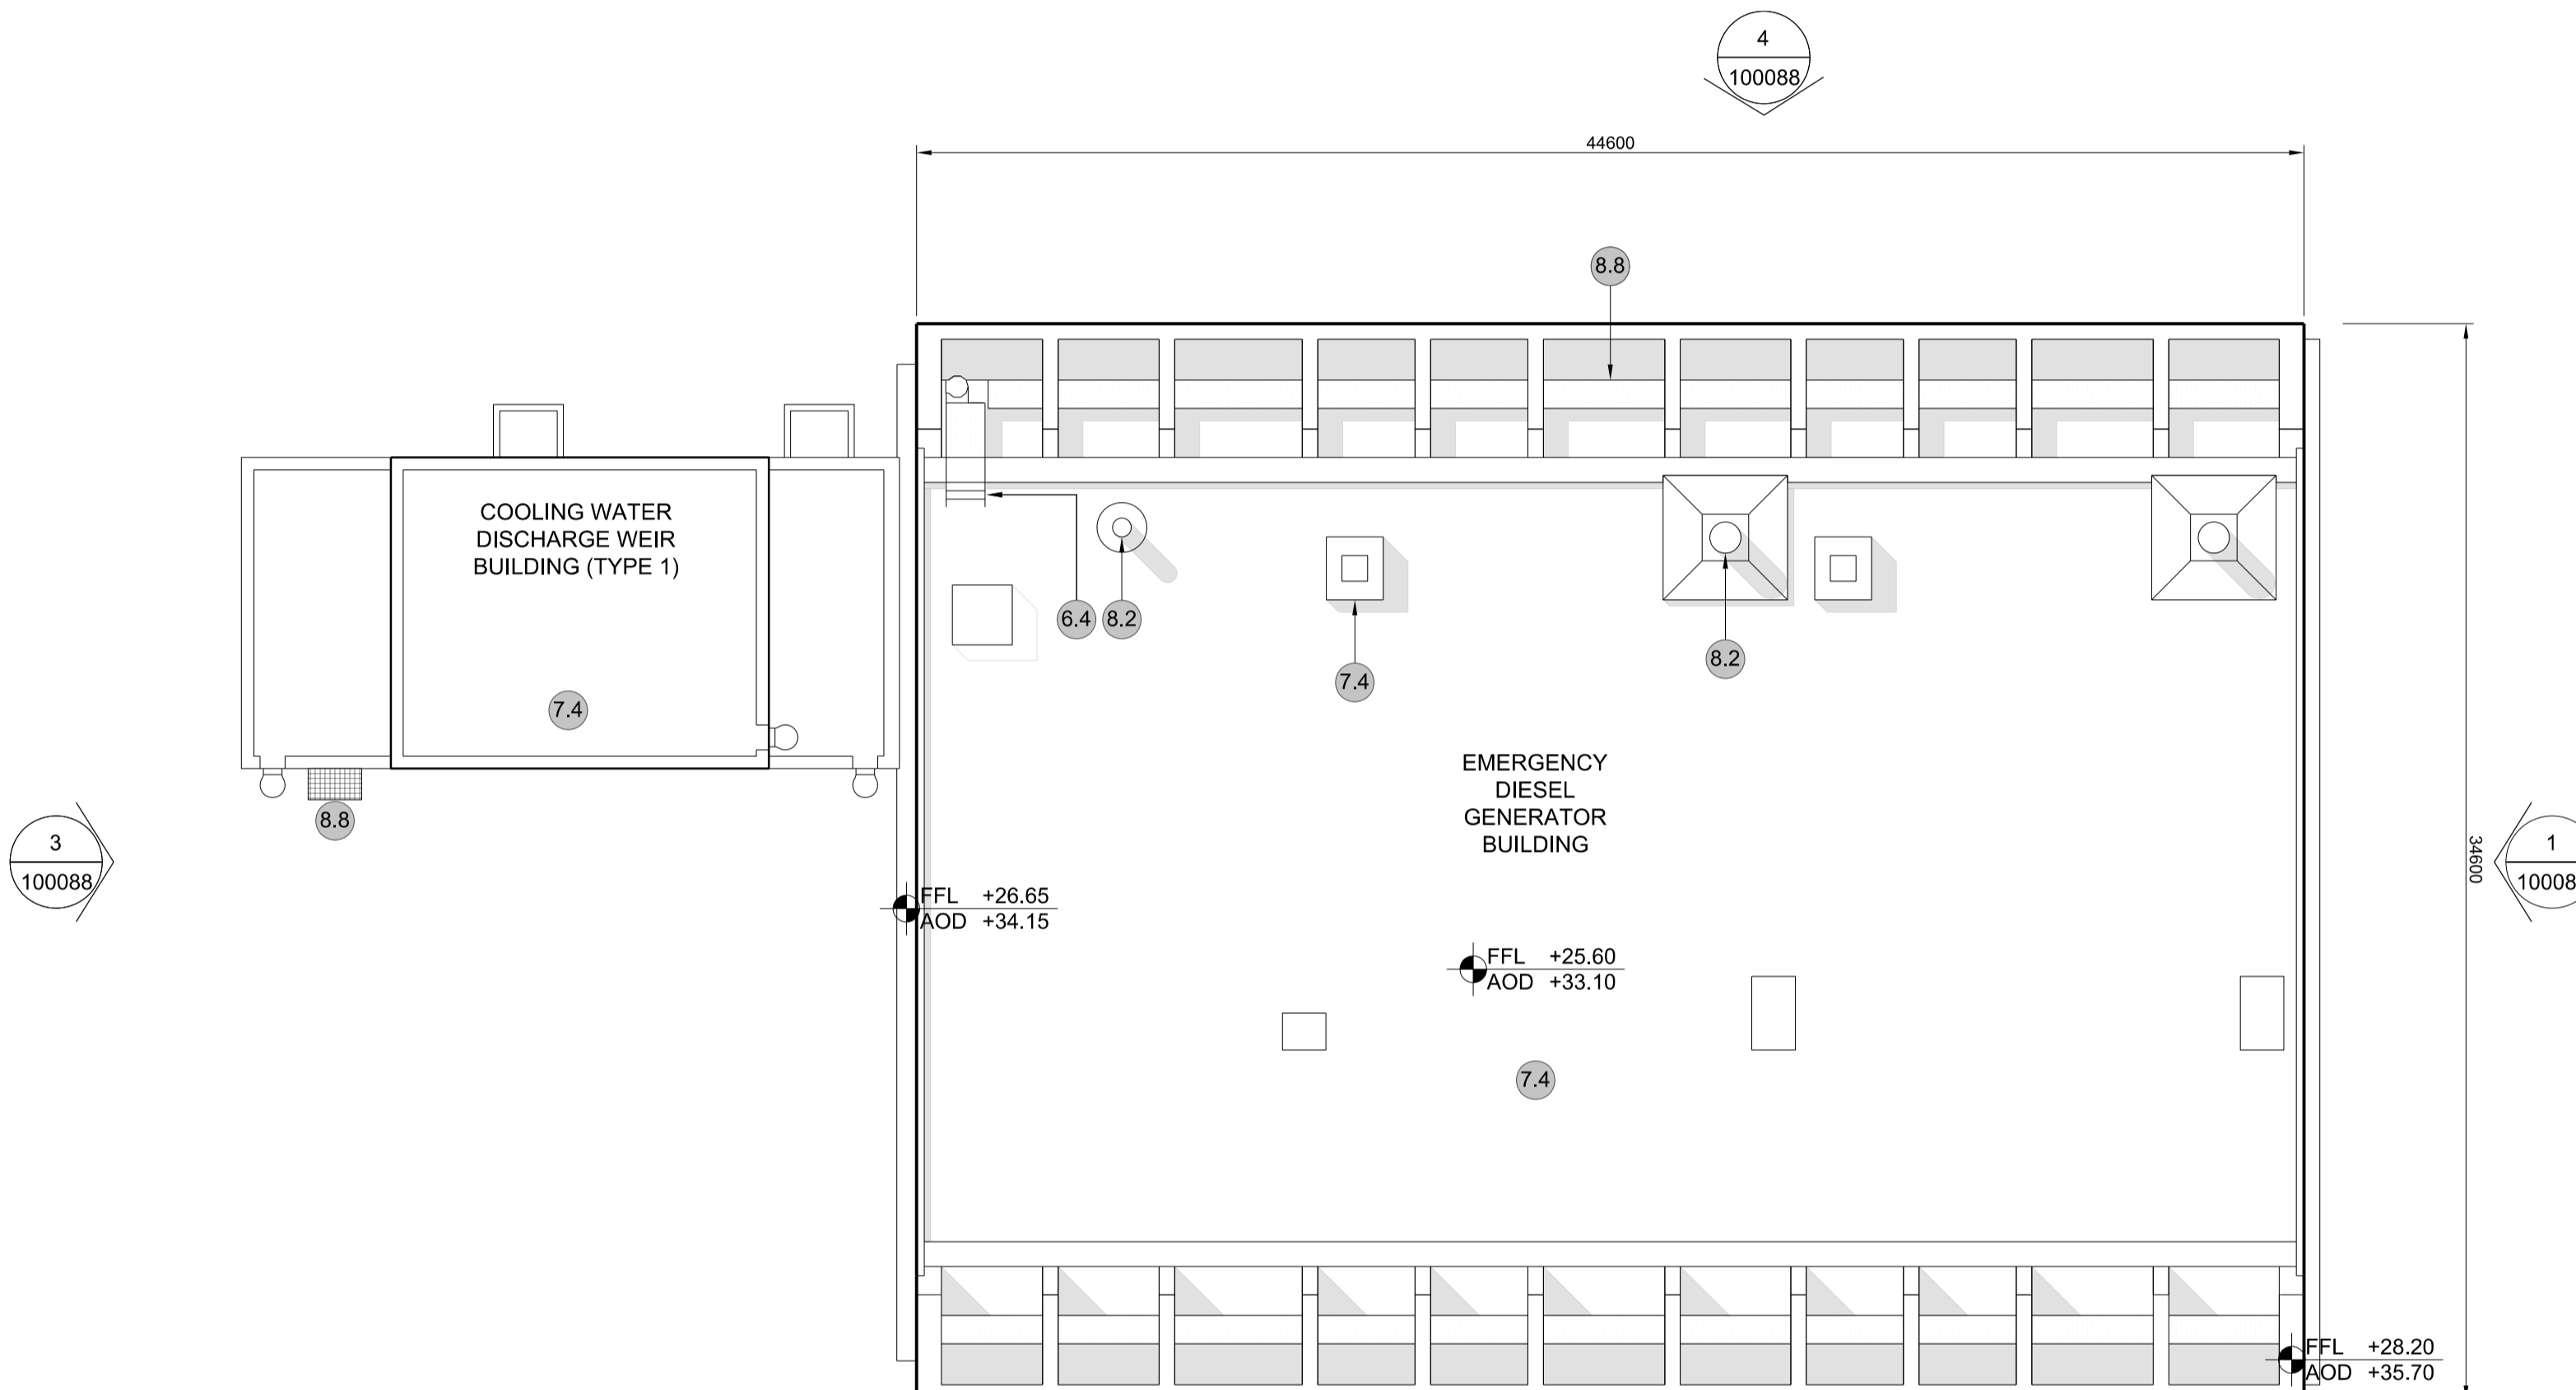 4
100088
44600
8.8
COOLING WATER
DISCHARGE WEIR
BUILDING (TYPE 1)
6.4
8.2
7.4
8.2
7.4
EMERGENCY
DIESEL
GENERATOR
BUILDING
8.8
3
100088
34600
1
10008
FFL +26.65
AOD +34.15
FFL +25.60
AOD +33.10
7.4
FFL +28.20
AOD +35.70